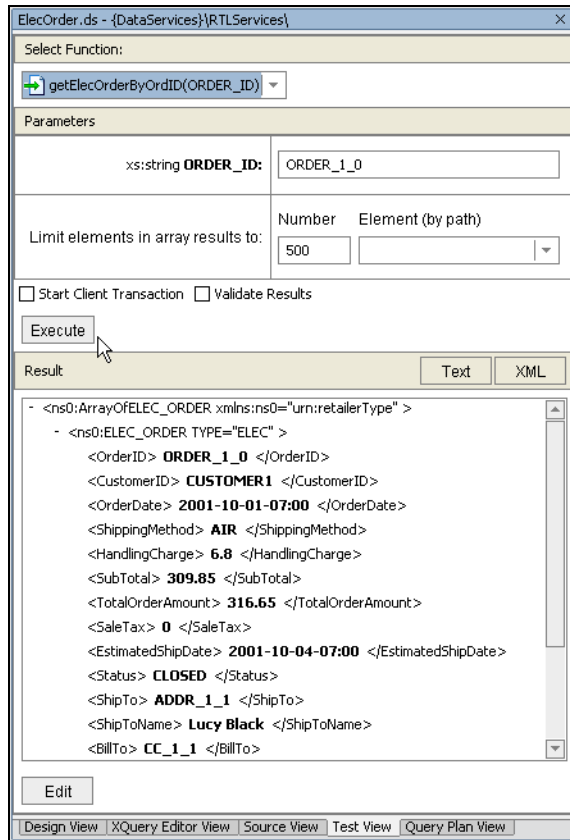 ElecOrder.ds - {DataServices}\RTLServices\
Select Function:
getElecOrderByOrdID(ORDER_ID)
Parameters
xs:string ORDER_ID: ORDER_1_0
Number Element (by path)
Limit elements in array results to: 500
Start Client Transaction Validate Results
Execute
Result Text XML
- <ns0:ArrayOfELEC_ORDER xmlns:ns0="urn:retailerType" >
- <ns0:ELEC_ORDER TYPE="ELEC" >
<OrderID> ORDER_1_0 </OrderID>
<CustomerID> CUSTOMER1 </CustomerID>
<OrderDate> 2001-10-01-07:00 </OrderDate>
<ShippingMethod> AIR </ShippingMethod>
<HandlingCharge> 6.8 </HandlingCharge>
<SubTotal> 309.85 </SubTotal>
<TotalOrderAmount> 316.65 </TotalOrderAmount>
<SaleTax> 0 </SaleTax>
<EstimatedShipDate> 2001-10-04-07:00 </EstimatedShipDate>
<Status> CLOSED </Status>
<ShipTo> ADDR_1_1 </ShipTo>
<ShipToName> Lucy Black </ShipToName>
<BillTo> CC_1_1 </BillTo>
Edit
Design View XQuery Editor View Source View Test View Query Plan View